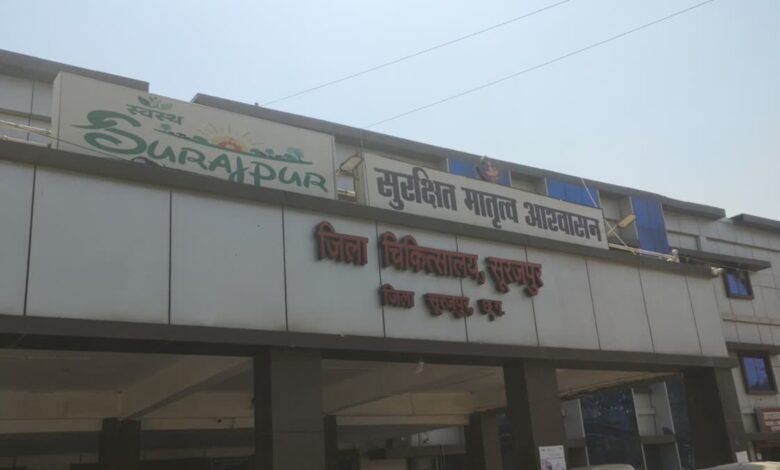 स्वस्थ
SURAJPUR
सुरक्षित मातृत्व आश्वासन
जिला चिकित्सालय, सूरजपुर
जिला सूरजपुर, छ.ग.